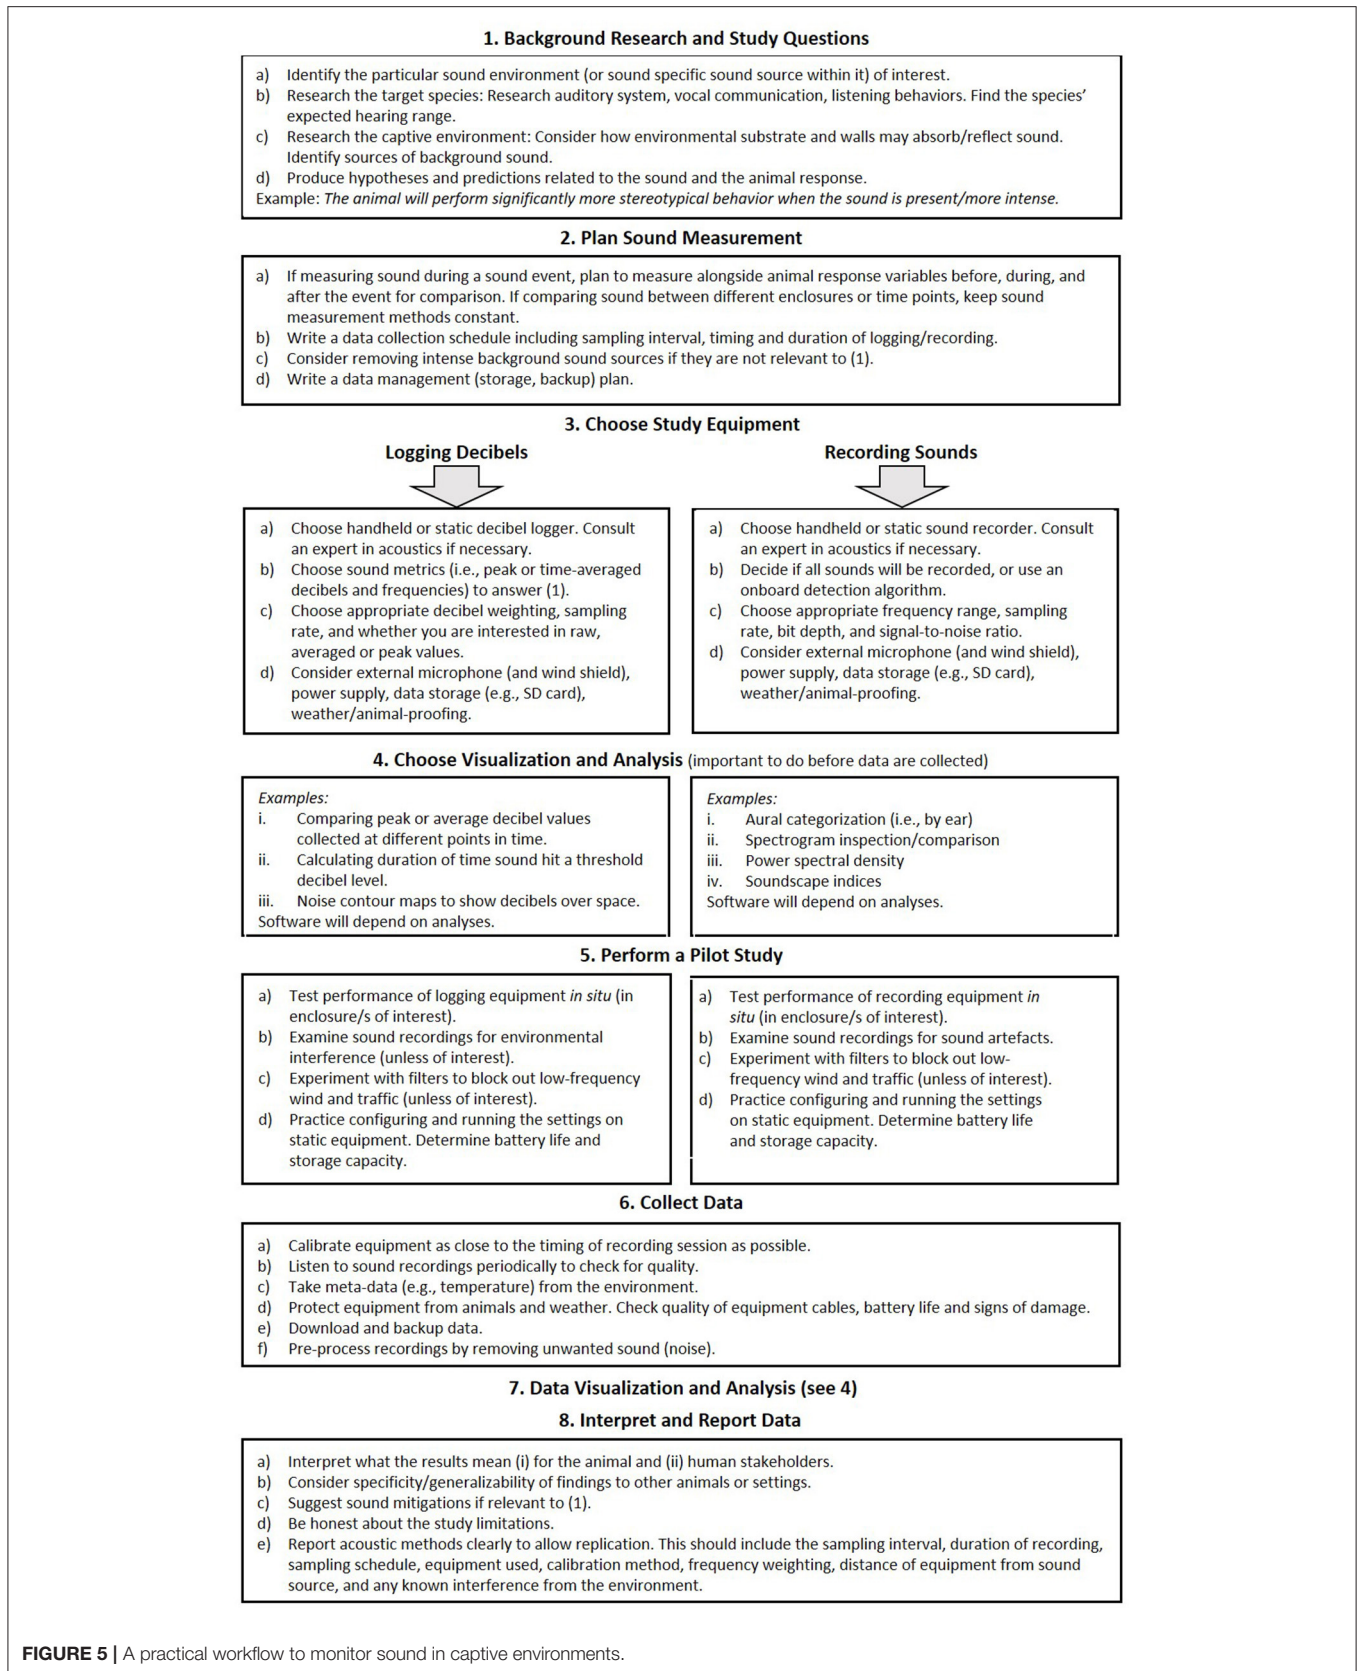 1. Background Research and Study Questions
a) Identify the particular sound environment (or sound specific sound source within it) of interest.
b) Research the target species: Research auditory system, vocal communication, listening behaviors. Find the species’
expected hearing range.
c) Research the captive environment: Consider how environmental substrate and walls may absorb/reflect sound.
Identify sources of background sound.
d) Produce hypotheses and predictions related to the sound and the animal response.
Example: The animal will perform significantly more stereotypical behavior when the sound is present/more intense.
2. Plan Sound Measurement
a) If measuring sound during a sound event, plan to measure alongside animal response variables before, during, and
after the event for comparison. If comparing sound between different enclosures or time points, keep sound
measurement methods constant.
b) Write a data collection schedule including sampling interval, timing and duration of logging/recording.
c) Consider removing intense background sound sources if they are not relevant to (1).
d) Write a data management (storage, backup) plan.
3. Choose Study Equipment
Logging Decibels
a) Choose handheld or static decibel logger. Consult
an expert in acoustics if necessary.
b) Choose sound metrics (i.e., peak or time-averaged
decibels and frequencies) to answer (1).
c) Choose appropriate decibel weighting, sampling
rate, and whether you are interested in raw,
averaged or peak values.
d) Consider external microphone (and wind shield),
power supply, data storage (e.g., SD card),
weather/animal-proofing.
Recording Sounds
a) Choose handheld or static sound recorder. Consult
an expert in acoustics if necessary.
b) Decide if all sounds will be recorded, or use an
onboard detection algorithm.
c) Choose appropriate frequency range, sampling
rate, bit depth, and signal-to-noise ratio.
d) Consider external microphone (and wind shield),
power supply, data storage (e.g., SD card),
weather/animal-proofing.
4. Choose Visualization and Analysis (important to do before data are collected)
Examples:
i. Comparing peak or average decibel values
collected at different points in time.
ii. Calculating duration of time sound hit a threshold
decibel level.
iii. Noise contour maps to show decibels over space.
Software will depend on analyses.
Examples:
i. Aural categorization (i.e., by ear)
ii. Spectrogram inspection/comparison
iii. Power spectral density
iv. Soundscape indices
Software will depend on analyses.
5. Perform a Pilot Study
a) Test performance of logging equipment in situ (in
enclosure/s of interest).
b) Examine sound recordings for environmental
interference (unless of interest).
c) Experiment with filters to block out low-frequency
wind and traffic (unless of interest).
d) Practice configuring and running the settings on
static equipment. Determine battery life and
storage capacity.
a) Test performance of recording equipment in
situ (in enclosure/s of interest).
b) Examine sound recordings for sound artefacts.
c) Experiment with filters to block out low-
frequency wind and traffic (unless of interest).
d) Practice configuring and running the settings
on static equipment. Determine battery life
and storage capacity.
6. Collect Data
a) Calibrate equipment as close to the timing of recording session as possible.
b) Listen to sound recordings periodically to check for quality.
c) Take meta-data (e.g., temperature) from the environment.
d) Protect equipment from animals and weather. Check quality of equipment cables, battery life and signs of damage.
e) Download and backup data.
f) Pre-process recordings by removing unwanted sound (noise).
7. Data Visualization and Analysis (see 4)
8. Interpret and Report Data
a) Interpret what the results mean (i) for the animal and (ii) human stakeholders.
b) Consider specificity/generalizability of findings to other animals or settings.
c) Suggest sound mitigations if relevant to (1).
d) Be honest about the study limitations.
e) Report acoustic methods clearly to allow replication. This should include the sampling interval, duration of recording,
sampling schedule, equipment used, calibration method, frequency weighting, distance of equipment from sound
source, and any known interference from the environment.
FIGURE 5 | A practical workflow to monitor sound in captive environments.